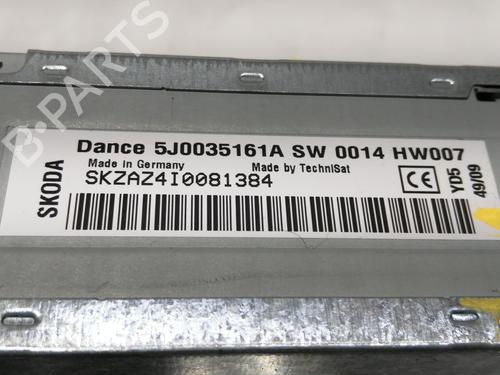 B-PARTS
SKODA
Dance 5J0035161A SW 0014 HW007
Made in Germany Made by TechniSat
SKZAZ4I0081384
CE
YD5
49/09